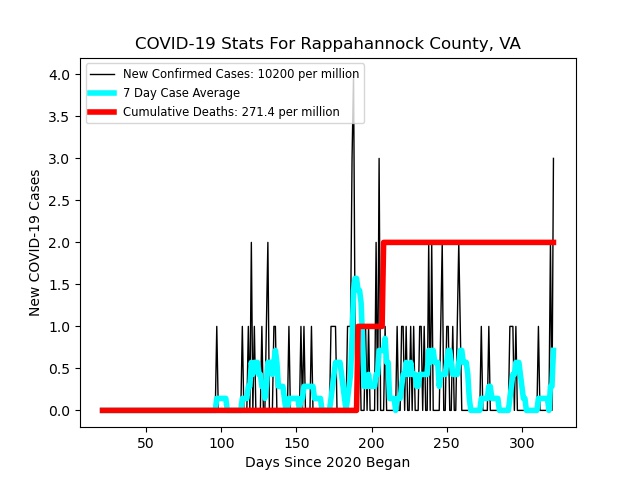 COVID-19 Stats For Rappahannock County, VA
New Confirmed Cases: 10200 per million
7 Day Case Average
Cumulative Deaths: 271.4 per million
New COVID-19 Cases
4.0
3.5
3.0
2.5
2.0
1.5
1.0
0.5
0.0
50 100 150 200 250 300
Days Since 2020 Began